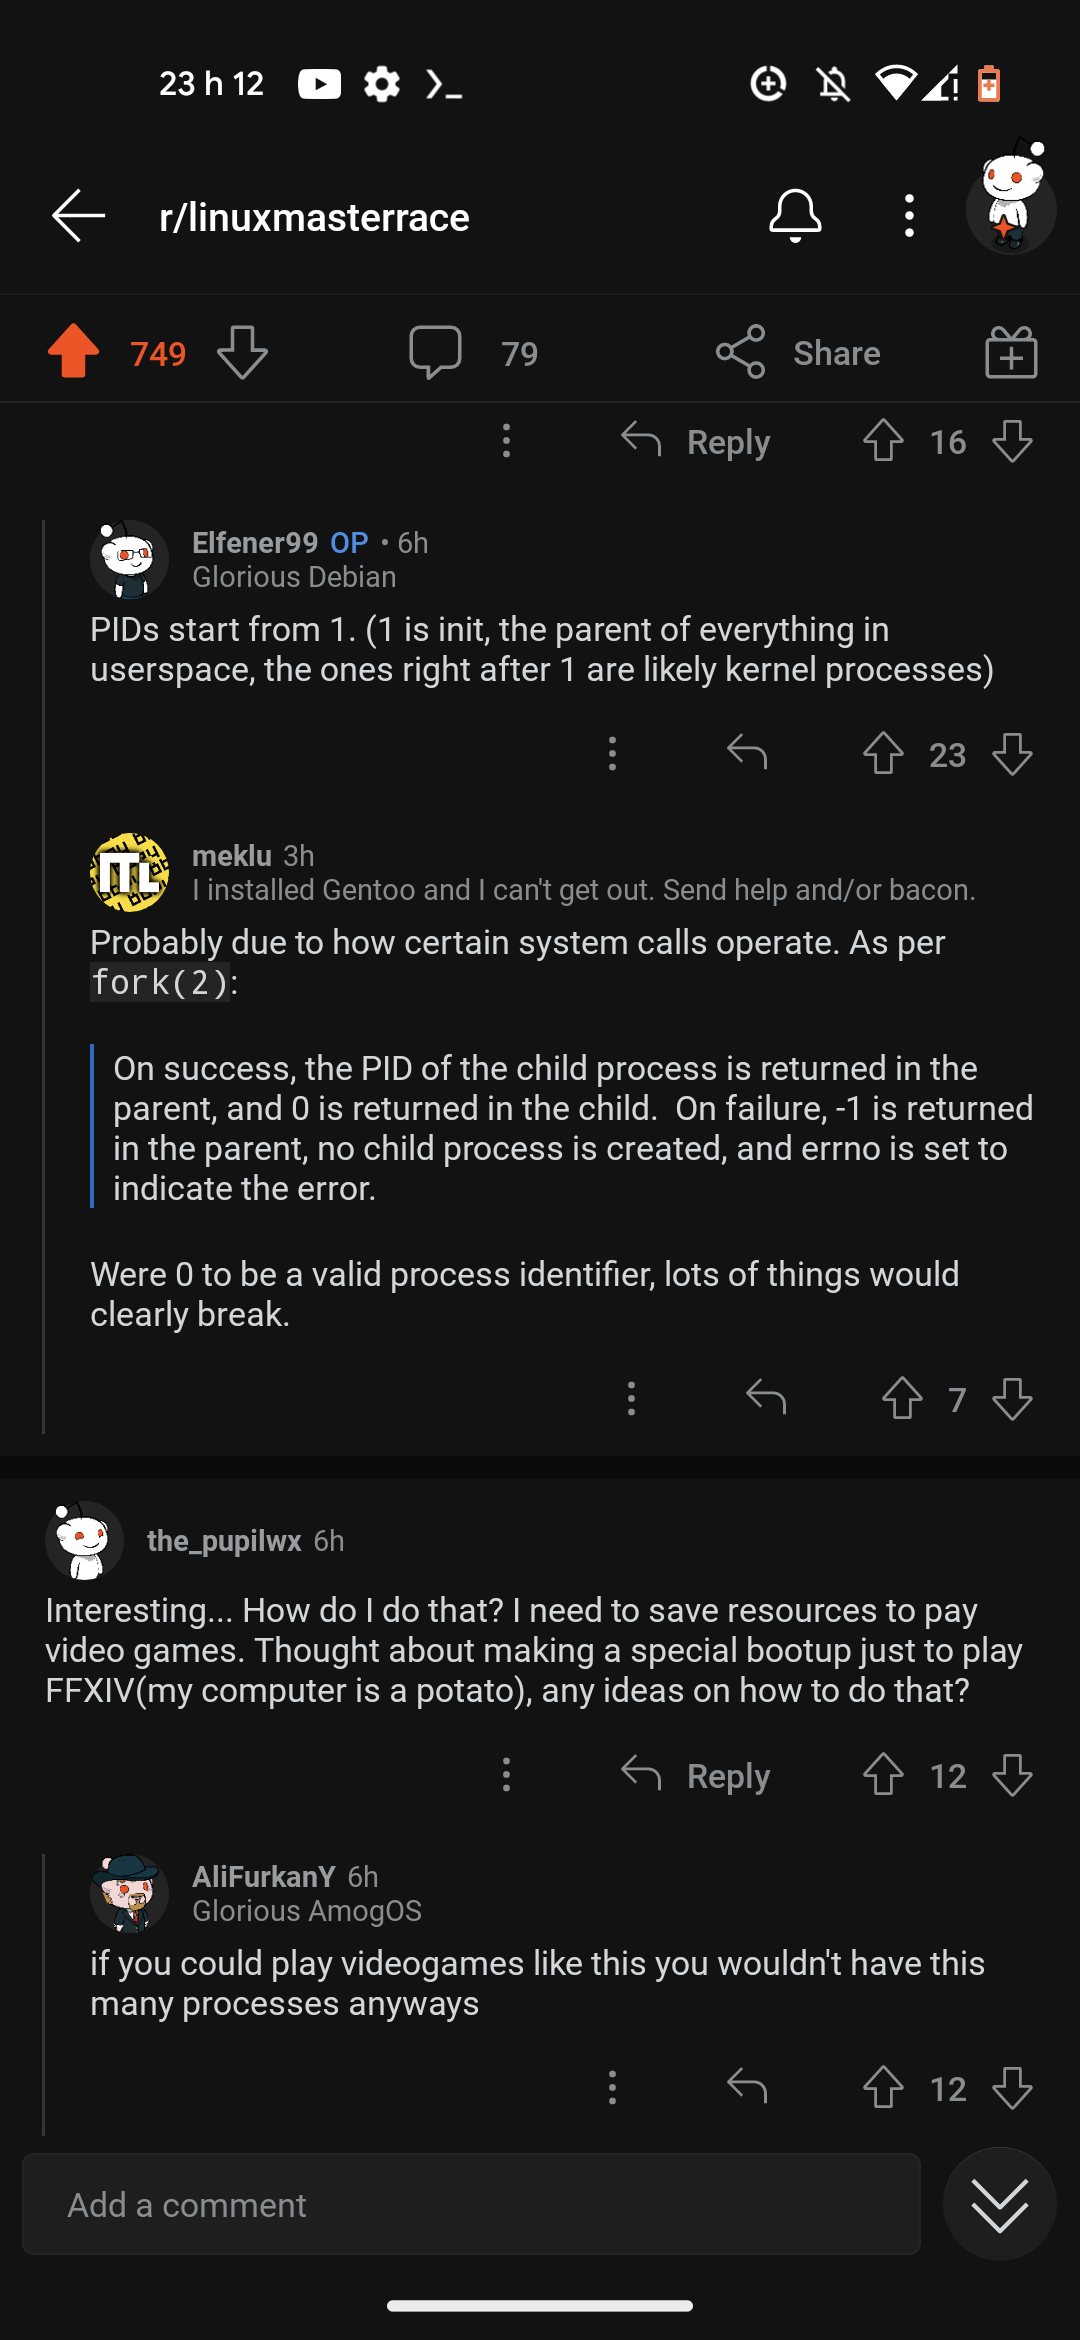 23 h 12
r/linuxmasterrace
749
79
Share
Reply
16
Elfener99 OP • 6h
Glorious Debian
PIDs start from 1. (1 is init, the parent of everything in
userspace, the ones right after 1 are likely kernel processes)
23
meklu 3h
I installed Gentoo and I can't get out. Send help and/or bacon.
Probably due to how certain system calls operate. As per
fork(2):
On success, the PID of the child process is returned in the
parent, and 0 is returned in the child.  On failure, -1 is returned
in the parent, no child process is created, and errno is set to
indicate the error.
Were 0 to be a valid process identifier, lots of things would
clearly break.
7
the_pupilwx 6h
Interesting... How do I do that? I need to save resources to pay
video games. Thought about making a special bootup just to play
FFXIV(my computer is a potato), any ideas on how to do that?
Reply
12
AliFurkanY 6h
Glorious AmogOS
if you could play videogames like this you wouldn't have this
many processes anyways
12
Add a comment